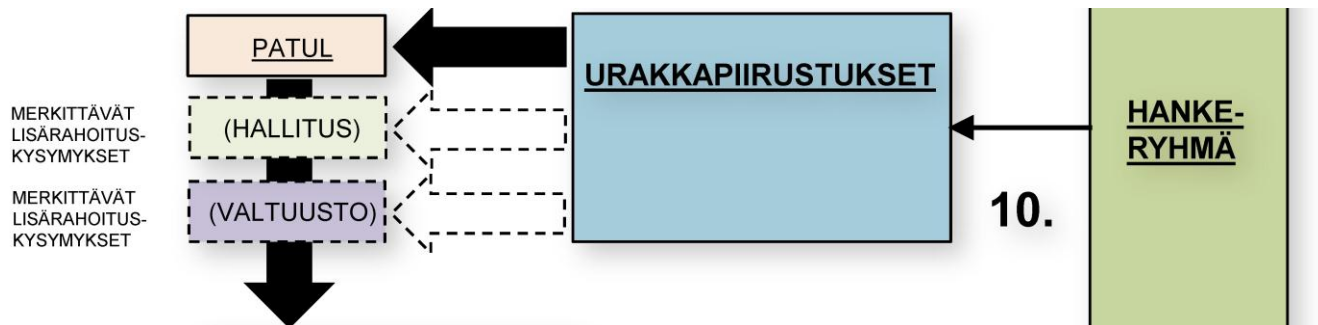 PATUL
MERKITTÄVÄT
LISÄRAHOITUS-
KYSYMYKSET
(HALLITUS)
MERKITTÄVÄT
LISÄRAHOITUS-
KYSYMYKSET
(VALTUUSTO)
URAKKAPIIRUSTUKSET
10.
HANKE-
RYHMÄ